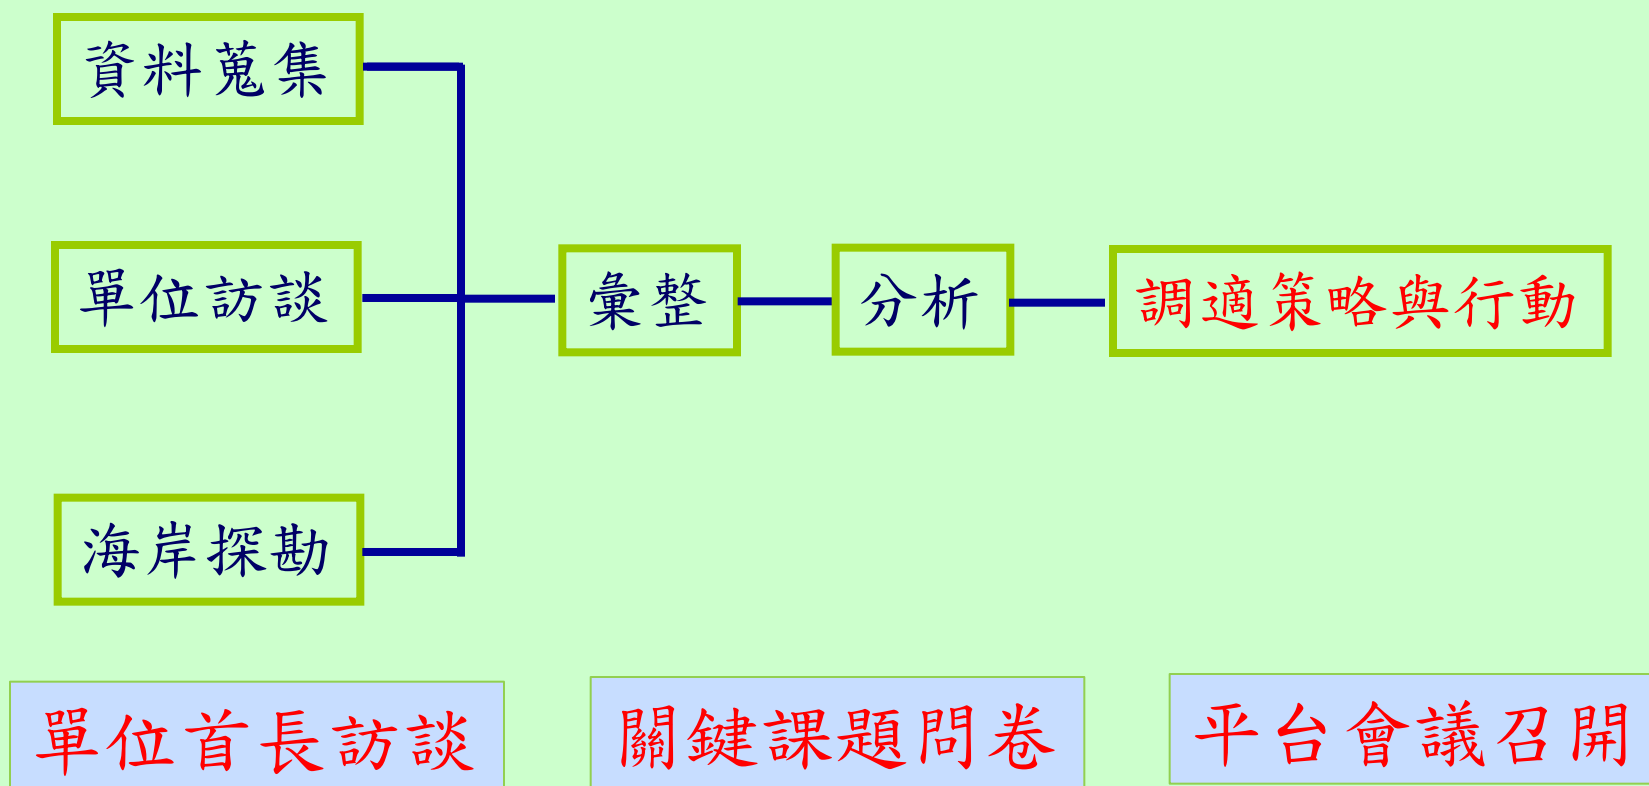 資料蒐集
單位訪談
彙整
分析
調適策略與行動
海岸探勘
單位首長訪談
關鍵課題問卷
平台會議召開